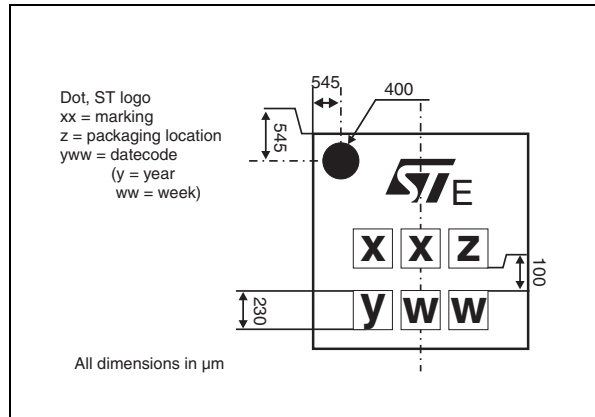 545
400
545
Dot, ST logo
xx = marking
z = packaging location
yww = datecode
(y = year
ww = week)
ST E
x x z
100
y w w
230
All dimensions in µm